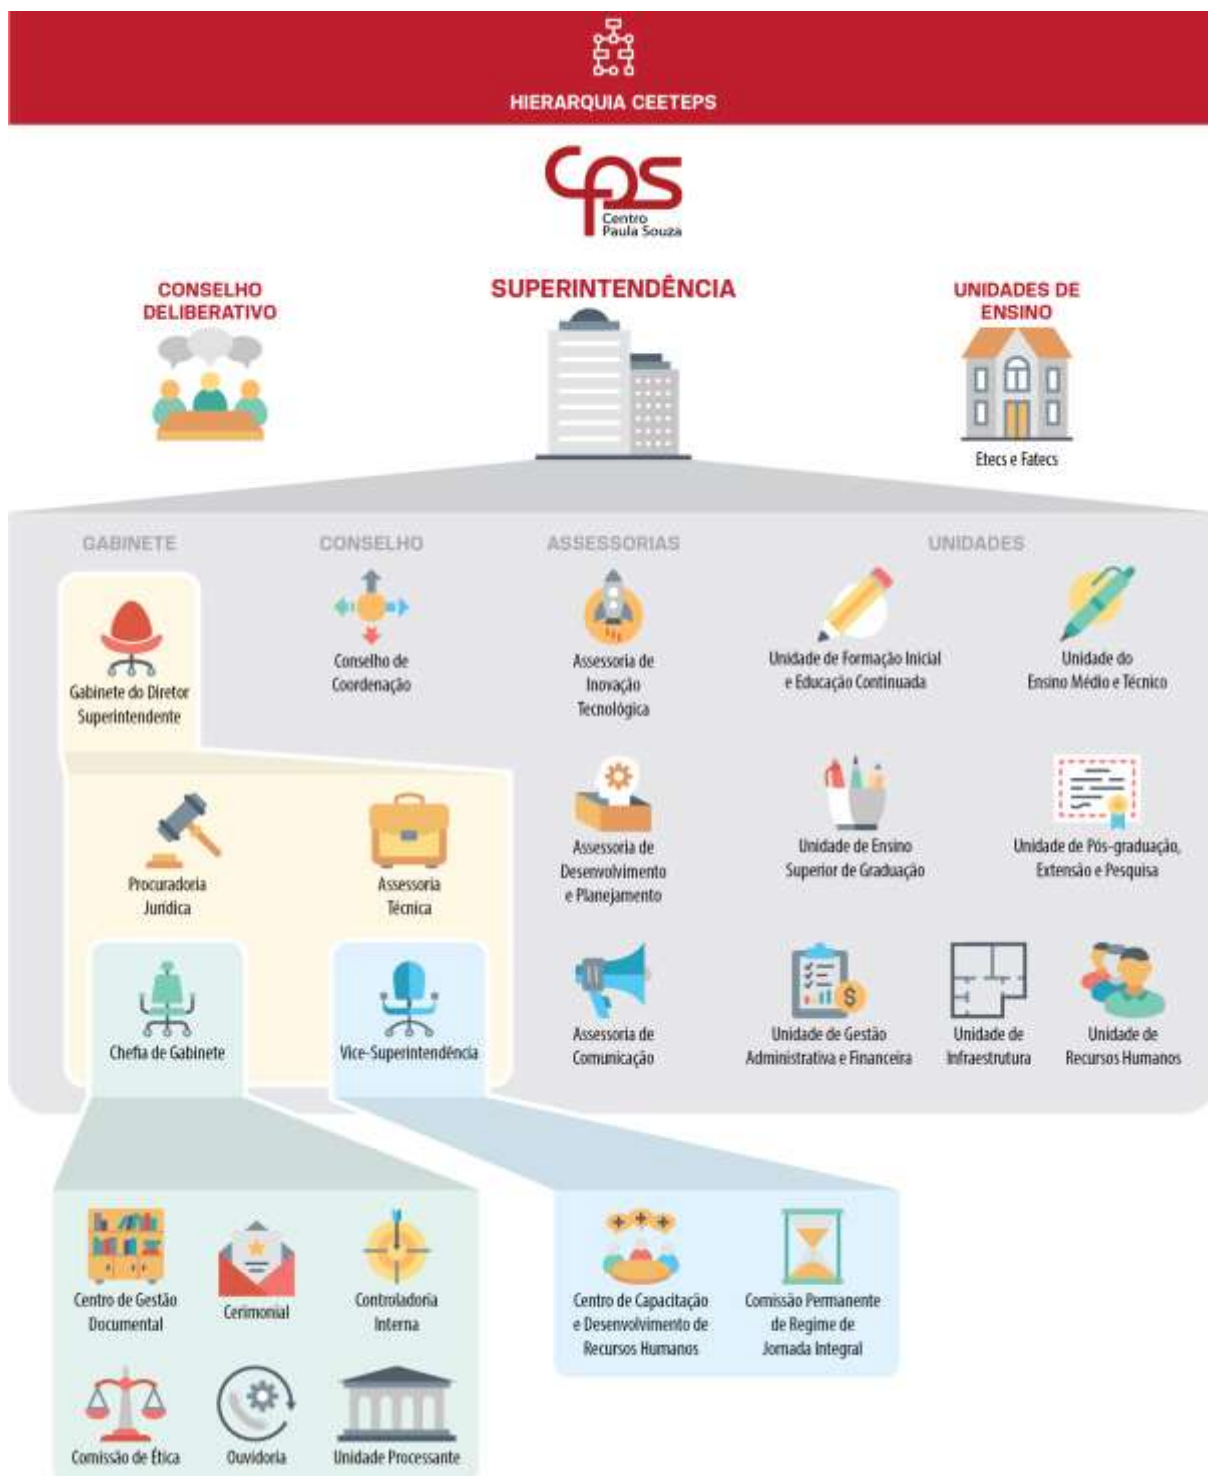 HIERARQUIA CEETEPS
cps
Centro
Paula Souza
CONSELHO
DELIBERATIVO
SUPERINTENDÊNCIA
UNIDADES DE
ENSINO
Etecs e Fatecs
GABINETE
CONSELHO
ASSESSORIAS
UNIDADES
Gabinete do Diretor
Superintendente
Conselho de
Coordenação
Assessoria de
Inovação
Tecnológica
Unidade de Formação Inicial
e Educação Continuada
Unidade do
Ensino Médio e Técnico
Procuradoria
Jurídica
Assessoria
Técnica
Assessoria de
Desenvolvimento
e Planejamento
Unidade de Ensino
Superior de Graduação
Unidade de Pós-graduação,
Extensão e Pesquisa
Chefia de Gabinete
Vice-Superintendência
Assessoria de
Comunicação
$
Unidade de Gestão
Administrativa e Financeira
Unidade de
Infraestrutura
Unidade de
Recursos Humanos
Centro de Gestão
Documental
Cerimonial
Controladoria
Interna
Centro de Capacitação
e Desenvolvimento de
Recursos Humanos
Comissão Permanente
de Regime de
Jornada Integral
Comissão de Ética
Ouvidoria
Unidade Processante